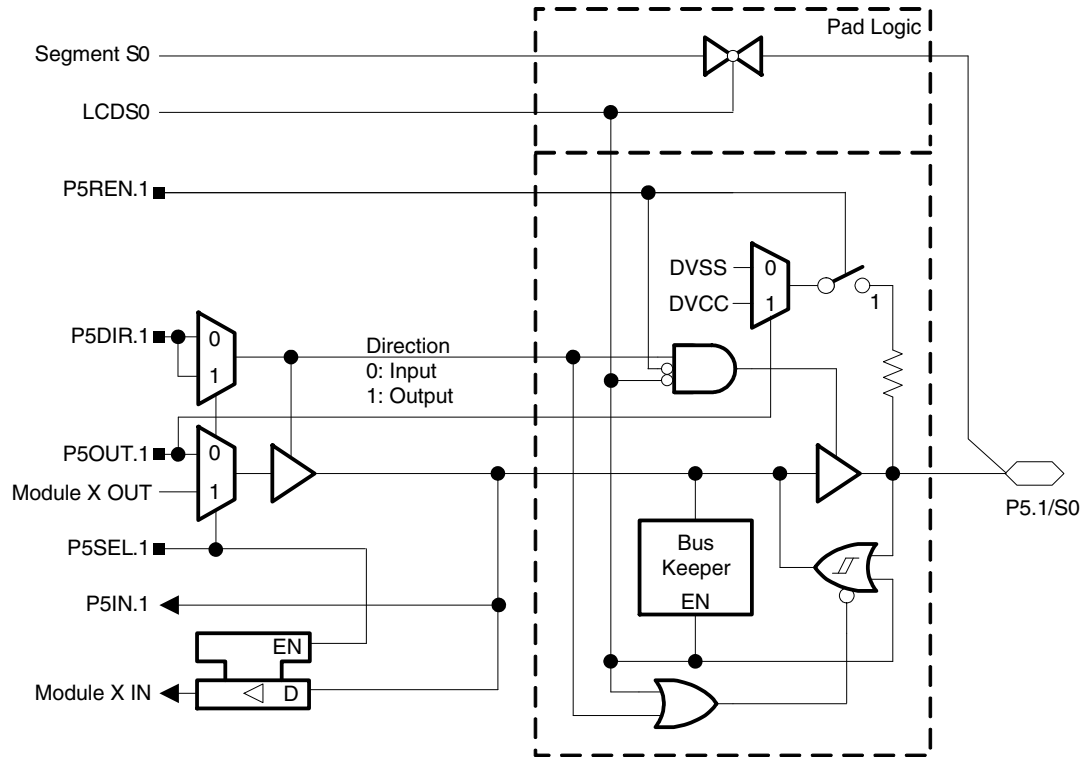 Pad Logic
Segment S0
LCDS0
P5REN.1
DVSS
0
DVCC
1
1
P5DIR.1
0
1
Direction
0: Input
1: Output
P5OUT.1
0
Module X OUT
1
P5.1/S0
P5SEL.1
Bus
Keeper
EN
P5IN.1
EN
Module X IN
D